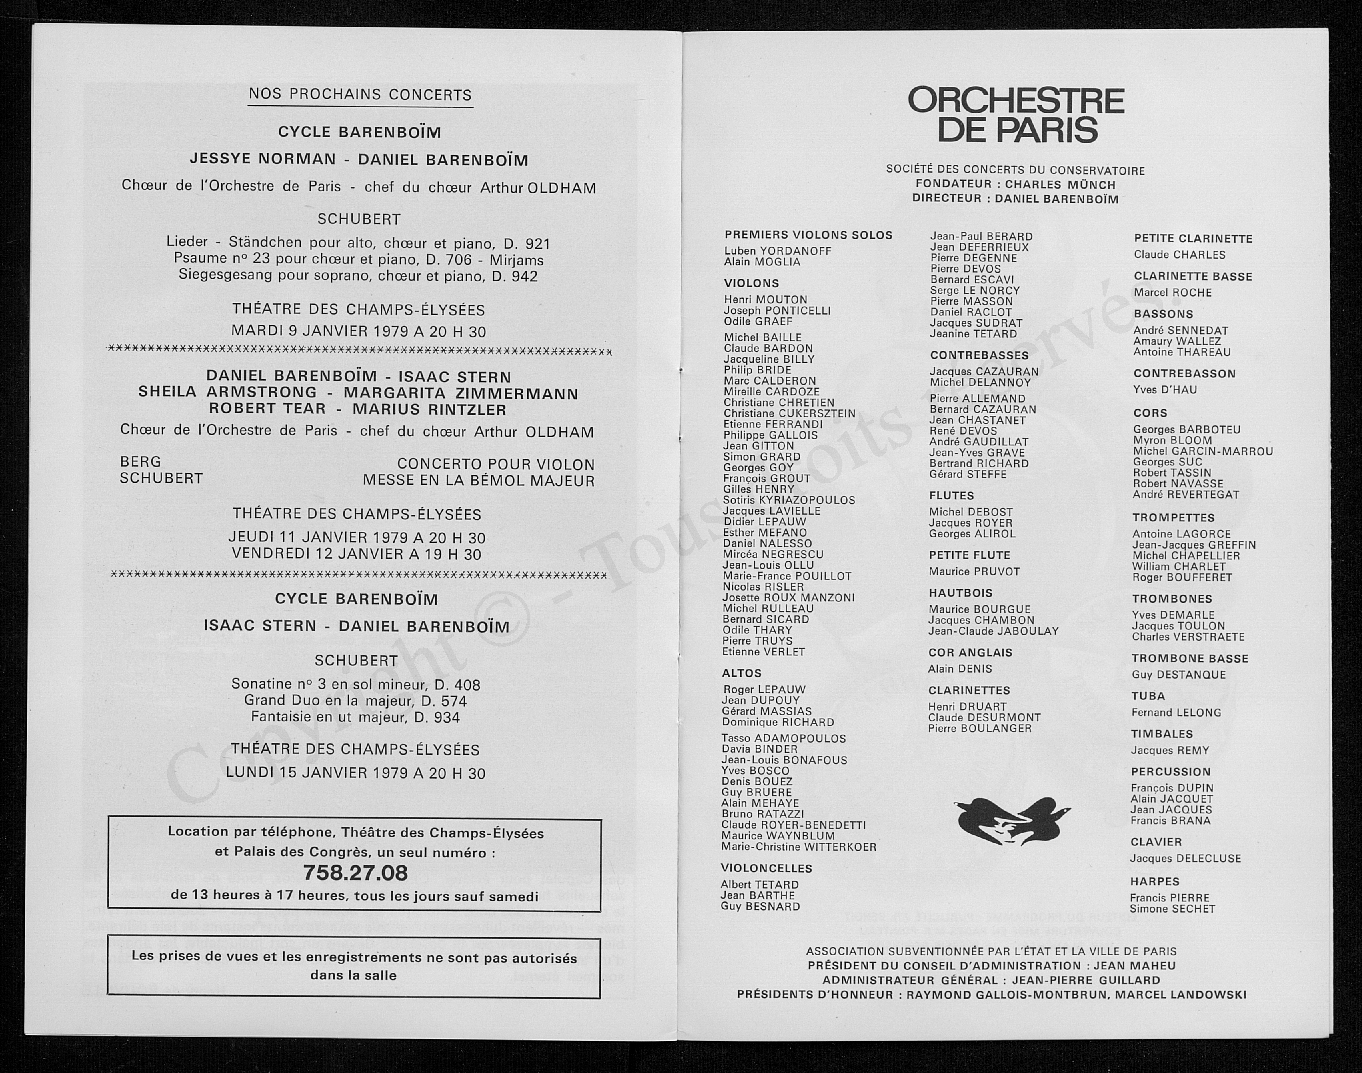 NOS PROCHAINS CONCERTS
CYCLE BARENBOÏM
JESSYE NORMAN - DANIEL BARENBOÏM
Chœur de l'Orchestre de Paris - chef du chœur Arthur OLDHAM
SCHUBERT
Lieder - Ständchen pour alto, chœur et piano, D. 921
Psaume nº 23 pour chœur et piano, D. 706 - Mirjams
Siegesgesang pour soprano, chœur et piano, D. 942
THÉATRE DES CHAMPS-ÉLYSÉES
MARDI 9 JANVIER 1979 A 20 H 30
DANIEL BARENBOÏM - ISAAC STERN
SHEILA ARMSTRONG - MARGARITA ZIMMERMANN
ROBERT TEAR - MARIUS RINTZLER
Chœur de l'Orchestre de Paris - chef du chœur Arthur OLDHAM
BERG CONCERTO POUR VIOLON
SCHUBERT MESSE EN LA BÉMOL MAJEUR
THÉATRE DES CHAMPS-ÉLYSÉES
JEUDI 11 JANVIER 1979 A 20 H 30
VENDREDI 12 JANVIER A 19 H 30
CYCLE BARENBOÏM
ISAAC STERN - DANIEL BARENBOÏM
SCHUBERT
Sonatine nº 3 en sol mineur, D. 408
Grand Duo en la majeur, D. 574
Fantaisie en ut majeur, D. 934
THÉATRE DES CHAMPS-ÉLYSÉES
LUNDI 15 JANVIER 1979 A 20 H 30
Location par téléphone, Théâtre des Champs-Élysées
et Palais des Congrès, un seul numéro :
758.27.08
de 13 heures à 17 heures, tous les jours sauf samedi
Les prises de vues et les enregistrements ne sont pas autorisés
dans la salle
ORCHESTRE
DE PARIS
SOCIÉTÉ DES CONCERTS DU CONSERVATOIRE
FONDATEUR : CHARLES MÜNCH
DIRECTEUR : DANIEL BARENBOÏM
PREMIERS VIOLONS SOLOS
Luben YORDANOFF
Alain MOGLIA
VIOLONS
Henri MOUTON
Joseph PONTICELLI
Odile GRAEF
Michel BAILLE
Claude BARDON
Jacqueline BILLY
Philip BRIDE
Marc CALDERON
Mireille CARDOZE
Christiane CHRETIEN
Christiane CUKERSZTEIN
Etienne FERRANDI
Philippe GALLOIS
Jean GITTON
Simon GRARD
Georges GOY
François GROUT
Gilles HENRY
Sotiris KYRIAZOPOULOS
Jacques LAVIELLE
Didier LEPAUW
Esther MEFANO
Daniel NALESSO
Mircéa NEGRESCU
Jean-Louis OLLU
Marie-France POUILLOT
Nicolas RISLER
Josette ROUX MANZONI
Michel RULLEAU
Bernard SICARD
Odile THARY
Pierre TRUYS
Etienne VERLET
ALTOS
Roger LEPAUW
Jean DUPOUY
Gérard MASSIAS
Dominique RICHARD
Tasso ADAMOPOULOS
Davia BINDER
Jean-Louis BONAFOUS
Yves BOSCO
Denis BOUEZ
Guy BRUERE
Alain MEHAYE
Bruno RATAZZI
Claude ROYER-BENEDETTI
Maurice WAYNBLUM
Marie-Christine WITTERKOER
VIOLONCELLES
Albert TETARD
Jean BARTHE
Guy BESNARD
Jean-Paul BERARD
Jean DEFERRIEUX
Pierre DEGENNE
Pierre DEVOS
Bernard ESCAVI
Serge LE NORCY
Pierre MASSON
Daniel RACLOT
Jacques SUDRAT
Jeanine TETARD
CONTREBASSES
Jacques CAZAURAN
Michel DELANNOY
Pierre ALLEMAND
Bernard CAZAURAN
Jean CHASTANET
René DEVOS
André GAUDILLAT
Jean-Yves GRAVE
Bertrand RICHARD
Gérard STEFFE
FLUTES
Michel DEBOST
Jacques ROYER
Georges ALIROL
PETITE FLUTE
Maurice PRUVOT
HAUTBOIS
Maurice BOURGUE
Jacques CHAMBON
Jean-Claude JABOULAY
COR ANGLAIS
Alain DENIS
CLARINETTES
Henri DRUART
Claude DESURMONT
Pierre BOULANGER
PETITE CLARINETTE
Claude CHARLES
CLARINETTE BASSE
Marcel ROCHE
BASSONS
André SENNEDAT
Amaury WALLEZ
Antoine THAREAU
CONTREBASSON
Yves D'HAU
CORS
Georges BARBOTEU
Myron BLOOM
Michel GARCIN-MARROU
Georges SUC
Robert TASSIN
Robert NAVASSE
André REVERTEGAT
TROMPETTES
Antoine LAGORCE
Jean-Jacques GREFFIN
Michel CHAPELLIER
William CHARLET
Roger BOUFFERET
TROMBONES
Yves DEMARLE
Jacques TOULON
Charles VERSTRAETE
TROMBONE BASSE
Guy DESTANQUE
TUBA
Fernand LELONG
TIMBALES
Jacques REMY
PERCUSSION
François DUPIN
Alain JACQUET
Jean JACQUES
Francis BRANA
CLAVIER
Jacques DELECLUSE
HARPES
Francis PIERRE
Simone SECHET
ASSOCIATION SUBVENTIONNÉE PAR L'ÉTAT ET LA VILLE DE PARIS
PRÉSIDENT DU CONSEIL D'ADMINISTRATION : JEAN MAHEU
ADMINISTRATEUR GÉNÉRAL : JEAN-PIERRE GUILLARD
PRÉSIDENTS D'HONNEUR : RAYMOND GALLOIS-MONTBRUN, MARCEL LANDOWSKI
Copyright © - Tous droits réservés.